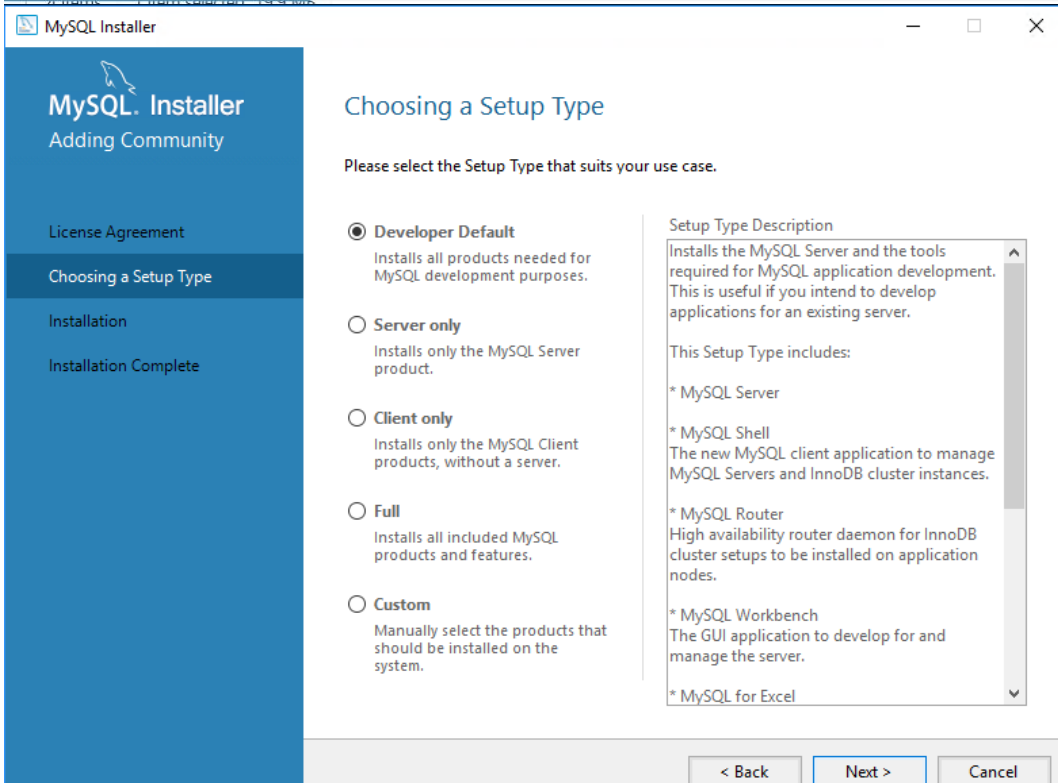 MySQL Installer
MySQL. Installer
Adding Community
License Agreement
Choosing a Setup Type
Installation
Installation Complete
Choosing a Setup Type
Please select the Setup Type that suits your use case.
Developer Default
Installs all products needed for
MySQL development purposes.
Server only
Installs only the MySQL Server
product.
Client only
Installs only the MySQL Client
products, without a server.
Full
Installs all included MySQL
products and features.
Custom
Manually select the products that
should be installed on the
system.
Setup Type Description
Installs the MySQL Server and the tools
required for MySQL application development.
This is useful if you intend to develop
applications for an existing server.
This Setup Type includes:
* MySQL Server
* MySQL Shell
The new MySQL client application to manage
MySQL Servers and InnoDB cluster instances.
* MySQL Router
High availability router daemon for InnoDB
cluster setups to be installed on application
nodes.
* MySQL Workbench
The GUI application to develop for and
manage the server.
* MySQL for Excel
< Back
Next >
Cancel